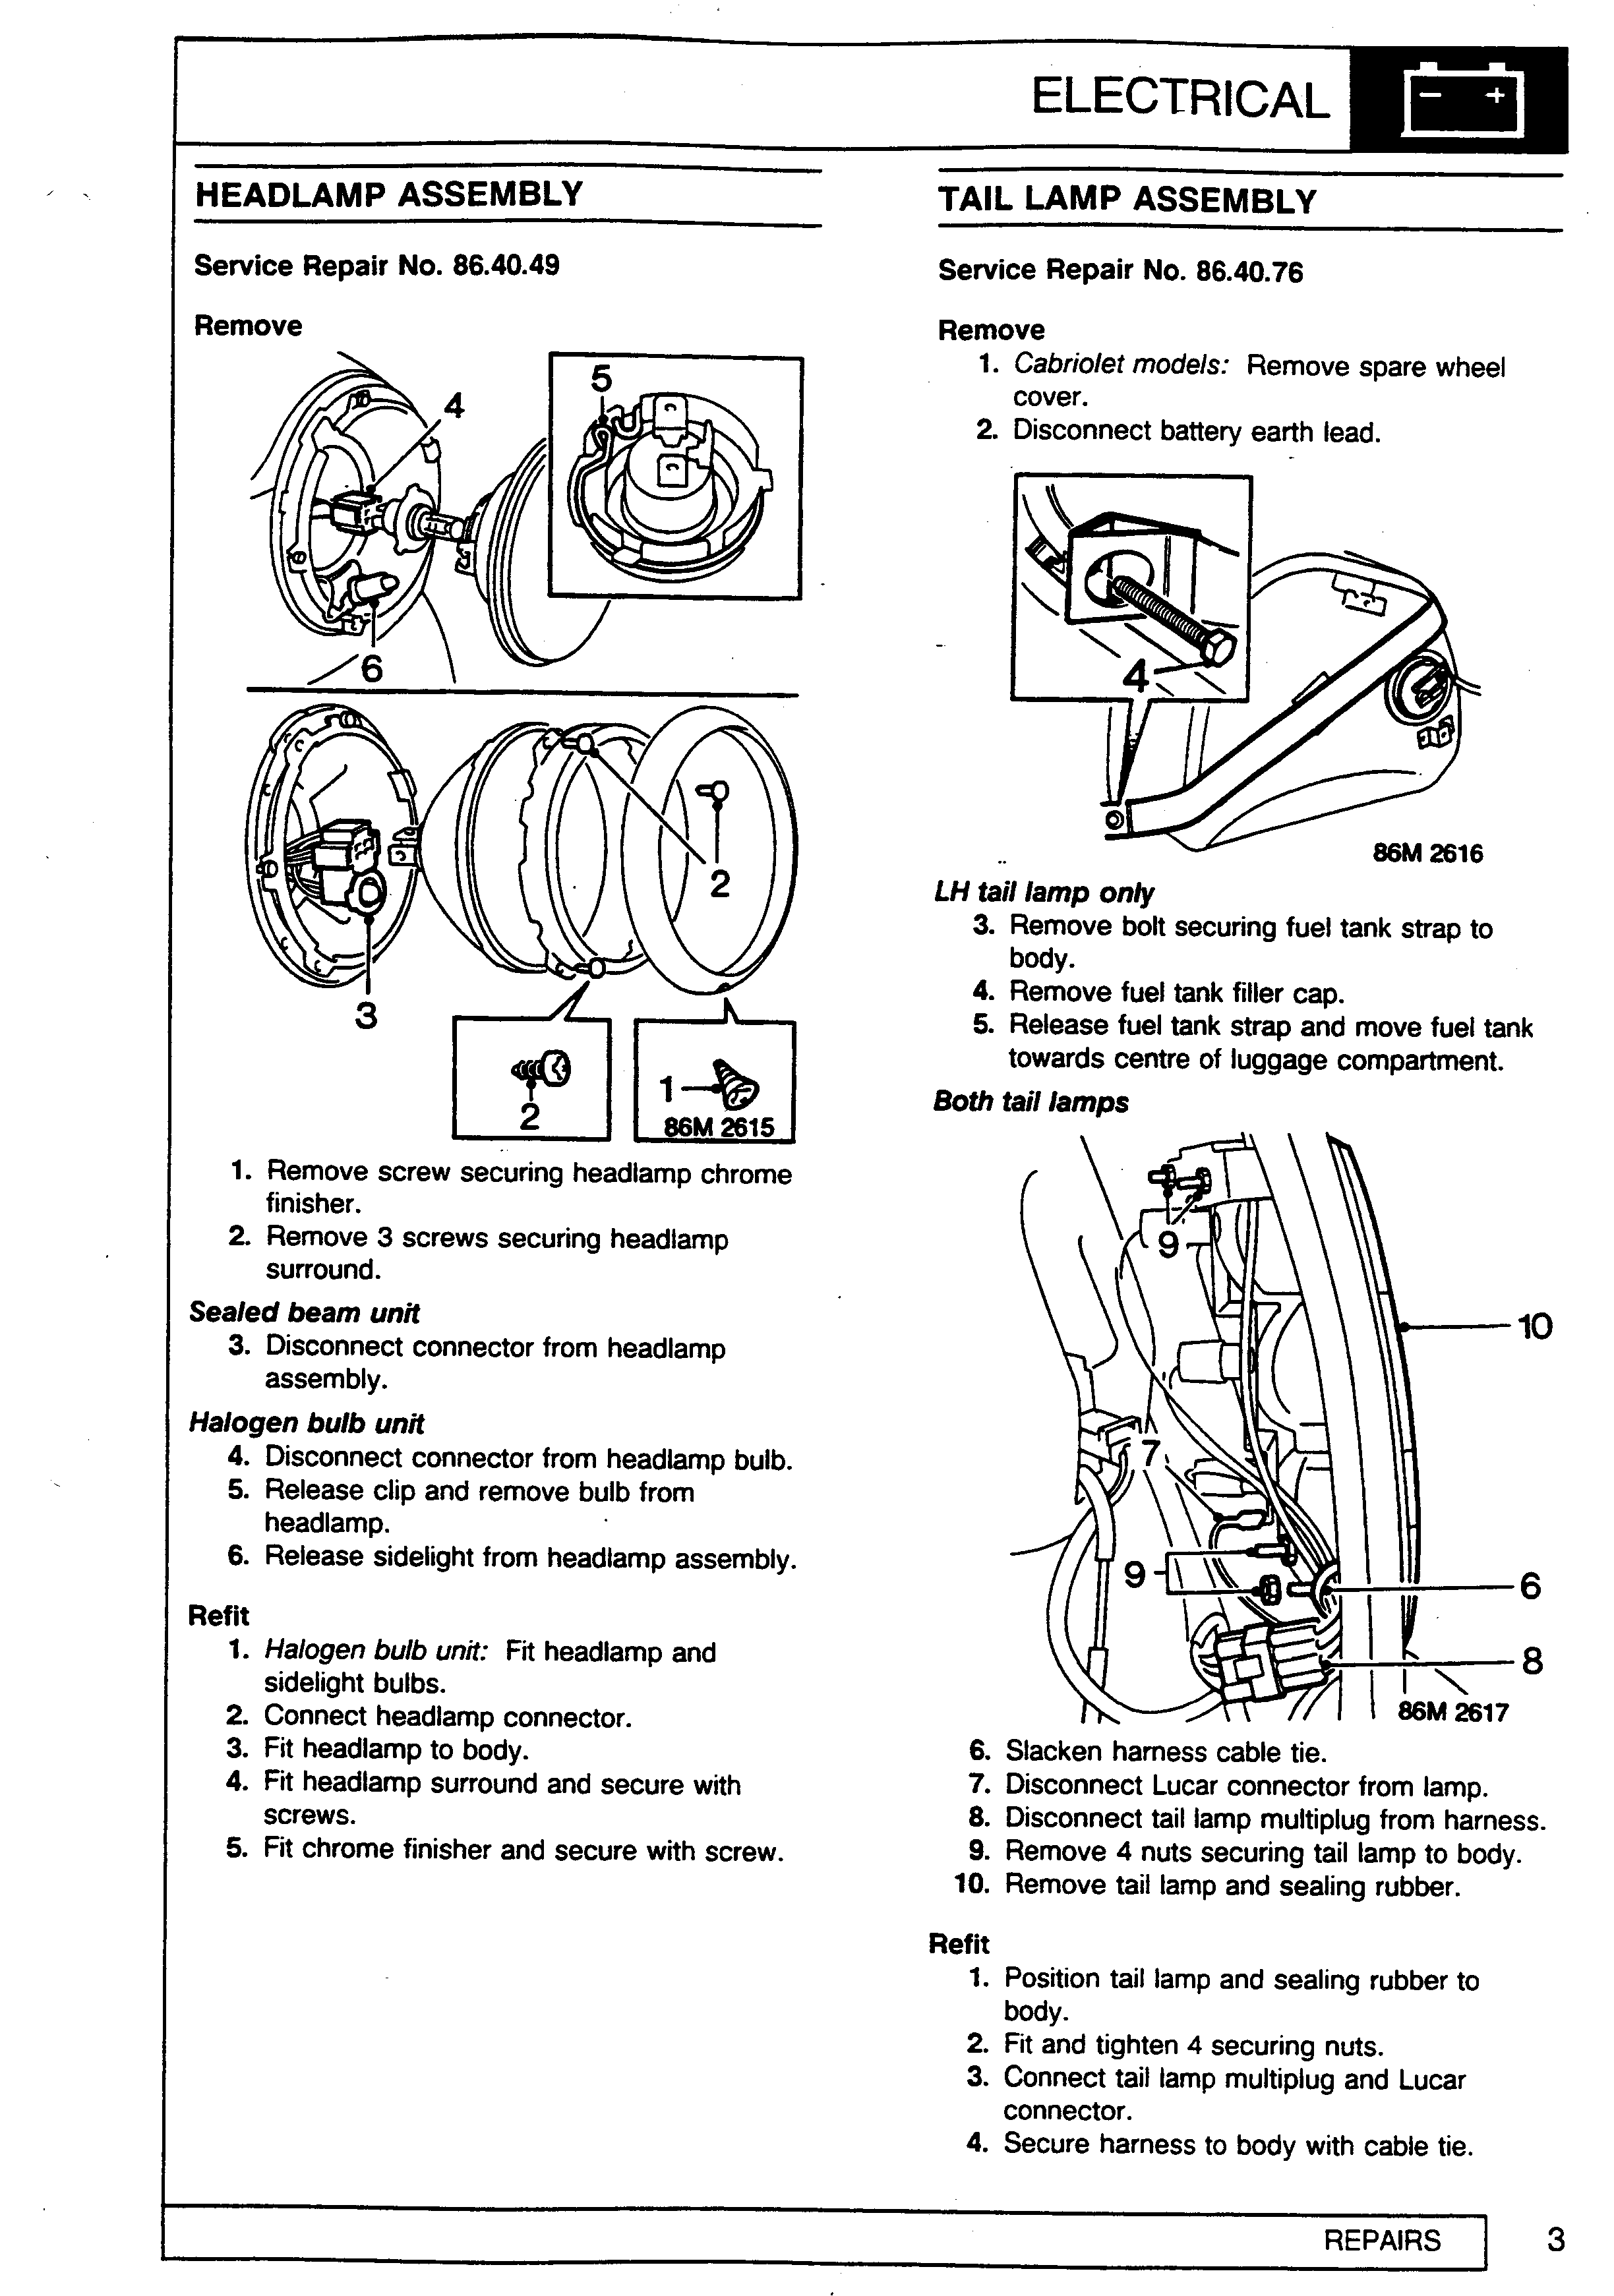 ELECTRICAL
- +
HEADLAMP ASSEMBLY
Service Repair No. 86.40.49
Remove
5
4
6
2
3
2
1
86M 2615
1. Remove screw securing headlamp chrome
finisher.
2. Remove 3 screws securing headlamp
surround.
Sealed beam unit
3. Disconnect connector from headlamp
assembly.
Halogen bulb unit
4. Disconnect connector from headlamp bulb.
5. Release clip and remove bulb from
headlamp.
6. Release sidelight from headlamp assembly.
Refit
1. Halogen bulb unit: Fit headlamp and
sidelight bulbs.
2. Connect headlamp connector.
3. Fit headlamp to body.
4. Fit headlamp surround and secure with
screws.
5. Fit chrome finisher and secure with screw.
TAIL LAMP ASSEMBLY
Service Repair No. 86.40.76
Remove
1. Cabriolet models: Remove spare wheel
cover.
2. Disconnect battery earth lead.
4
86M 2616
LH tail lamp only
3. Remove bolt securing fuel tank strap to
body.
4. Remove fuel tank filler cap.
5. Release fuel tank strap and move fuel tank
towards centre of luggage compartment.
Both tail lamps
9
10
7
9
6
8
86M 2617
6. Slacken harness cable tie.
7. Disconnect Lucar connector from lamp.
8. Disconnect tail lamp multiplug from harness.
9. Remove 4 nuts securing tail lamp to body.
10. Remove tail lamp and sealing rubber.
Refit
1. Position tail lamp and sealing rubber to
body.
2. Fit and tighten 4 securing nuts.
3. Connect tail lamp multiplug and Lucar
connector.
4. Secure harness to body with cable tie.
REPAIRS
3